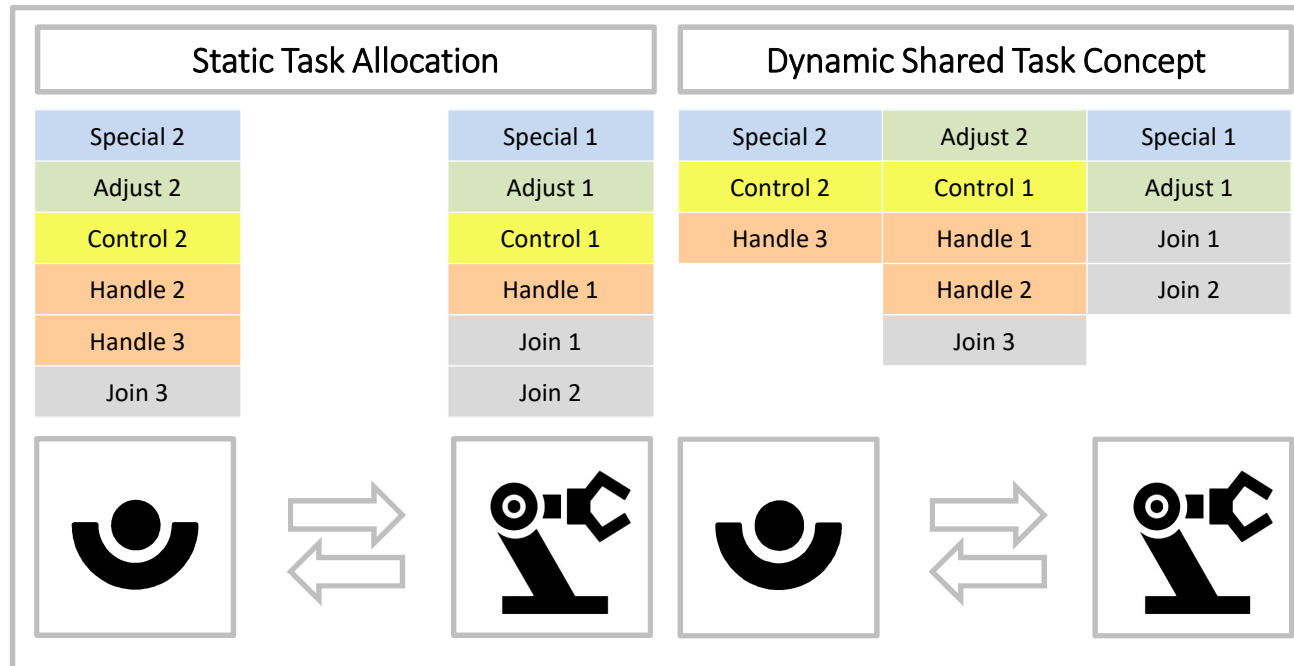 Static Task Allocation
Special 2
Adjust 2
Control 2
Handle 2
Handle 3
Join 3
Special 1
Adjust 1
Control 1
Handle 1
Join 1
Join 2
Dynamic Shared Task Concept
Special 2
Control 2
Handle 3
Adjust 2
Control 1
Handle 1
Handle 2
Join 3
Special 1
Adjust 1
Join 1
Join 2